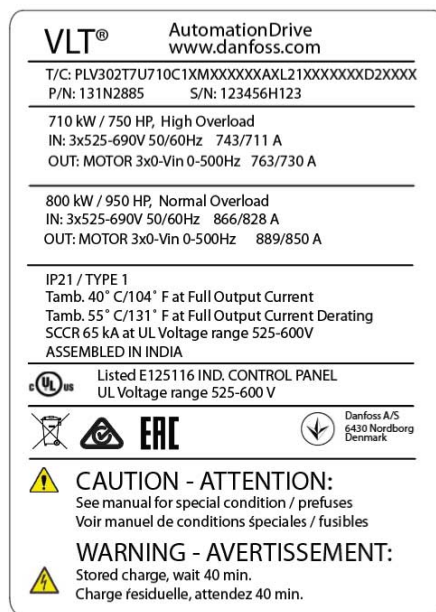 VLT® AutomationDrive
www.danfoss.com
T/C: PLV302T7U710C1XMXXXXXXAXL21XXXXXXXD2XXXX
P/N: 131N2885 S/N: 123456H123
710 kW / 750 HP, High Overload
IN: 3x525-690V 50/60Hz 743/711 A
OUT: MOTOR 3x0-Vin 0-500Hz 763/730 A
800 kW / 950 HP, Normal Overload
IN: 3x525-690V 50/60Hz 866/828 A
OUT: MOTOR 3x0-Vin 0-500Hz 889/850 A
IP21 / TYPE 1
Tamb. 40˚ C/104˚ F at Full Output Current
Tamb. 55˚ C/131˚ F at Full Output Current Derating
SCCR 65 kA at UL Voltage range 525-600V
ASSEMBLED IN INDIA
c UL us Listed E125116 IND. CONTROL PANEL
UL Voltage range 525-600 V
EAC
Danfoss A/S
6430 Nordborg
Denmark
CAUTION - ATTENTION:
See manual for special condition / prefuses
Voir manuel de conditions śpeciales / fusibles
WARNING - AVERTISSEMENT:
Stored charge, wait 40 min.
Charge ŕesiduelle, attendez 40 min.